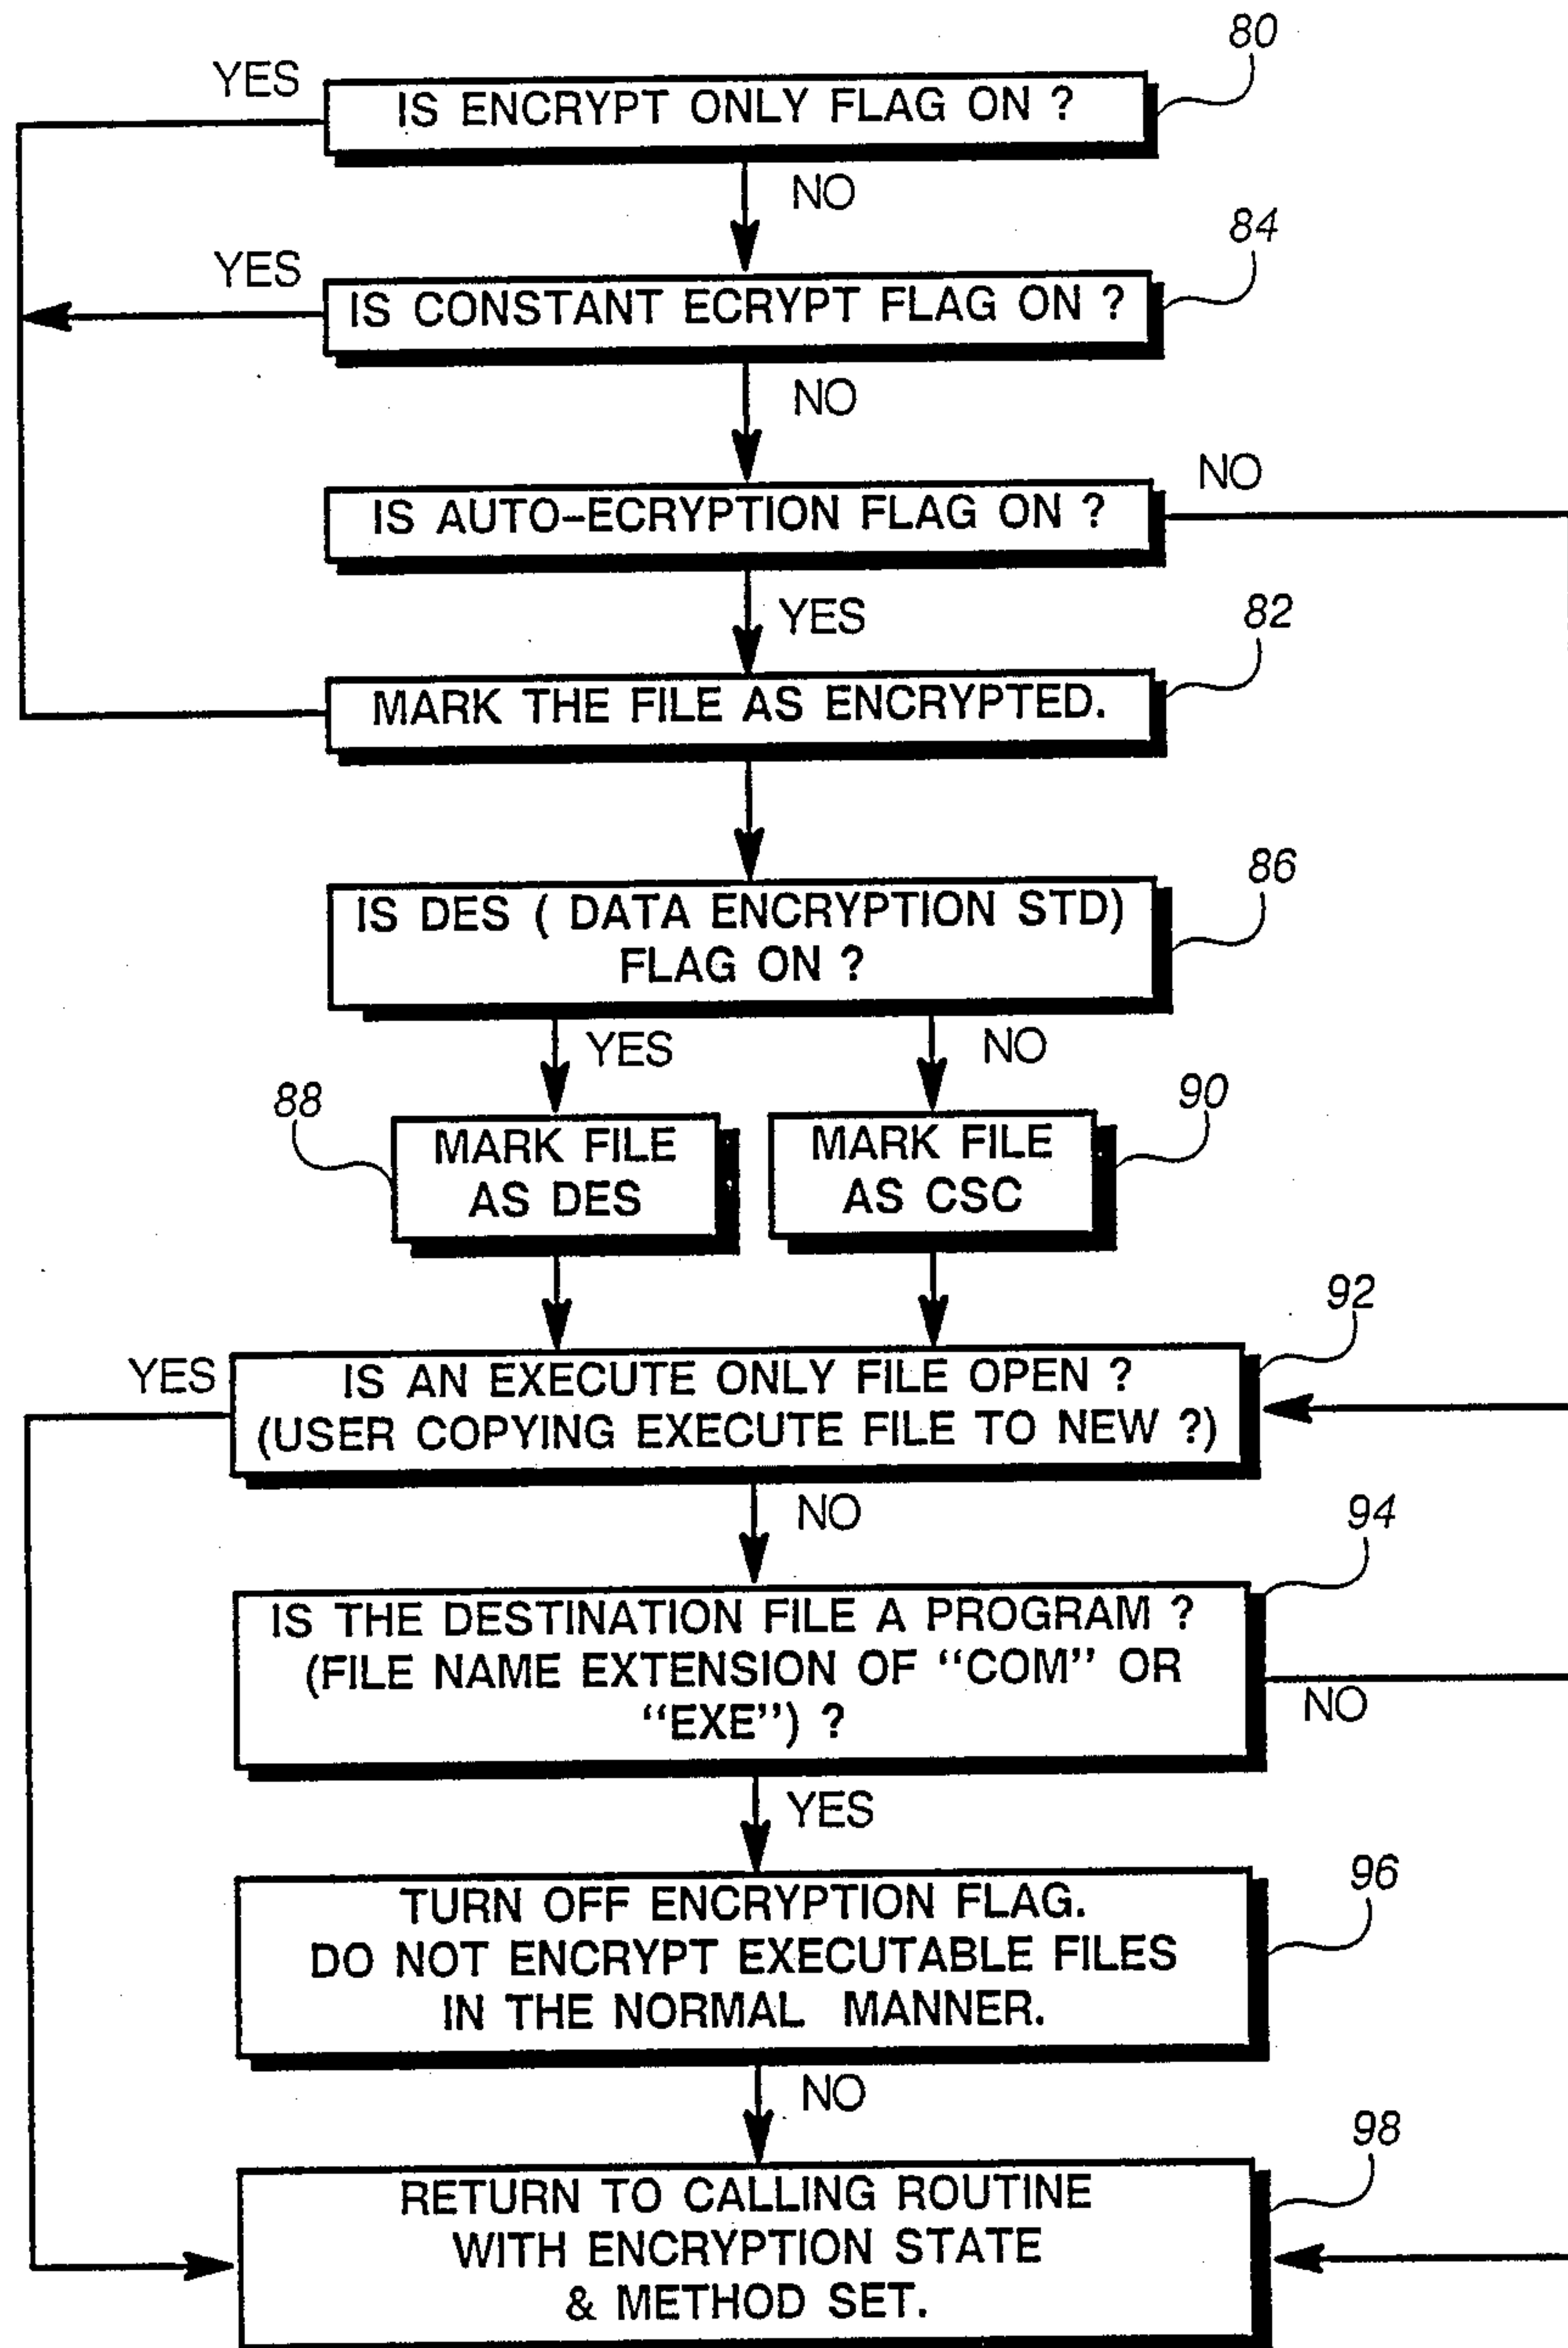 80
YES
IS ENCRYPT ONLY FLAG ON ?
NO
84
YES
IS CONSTANT ECRYPT FLAG ON ?
NO
IS AUTO-ECRYPTION FLAG ON ?
NO
YES
82
MARK THE FILE AS ENCRYPTED.
86
IS DES ( DATA ENCRYPTION STD)
FLAG ON ?
YES
NO
88
MARK FILE
AS DES
90
MARK FILE
AS CSC
92
YES
IS AN EXECUTE ONLY FILE OPEN ?
(USER COPYING EXECUTE FILE TO NEW ?)
NO
94
IS THE DESTINATION FILE A PROGRAM ?
(FILE NAME EXTENSION OF “COM” OR
“EXE”) ?
NO
YES
96
TURN OFF ENCRYPTION FLAG.
DO NOT ENCRYPT EXECUTABLE FILES
IN THE NORMAL MANNER.
NO
98
RETURN TO CALLING ROUTINE
WITH ENCRYPTION STATE
& METHOD SET.